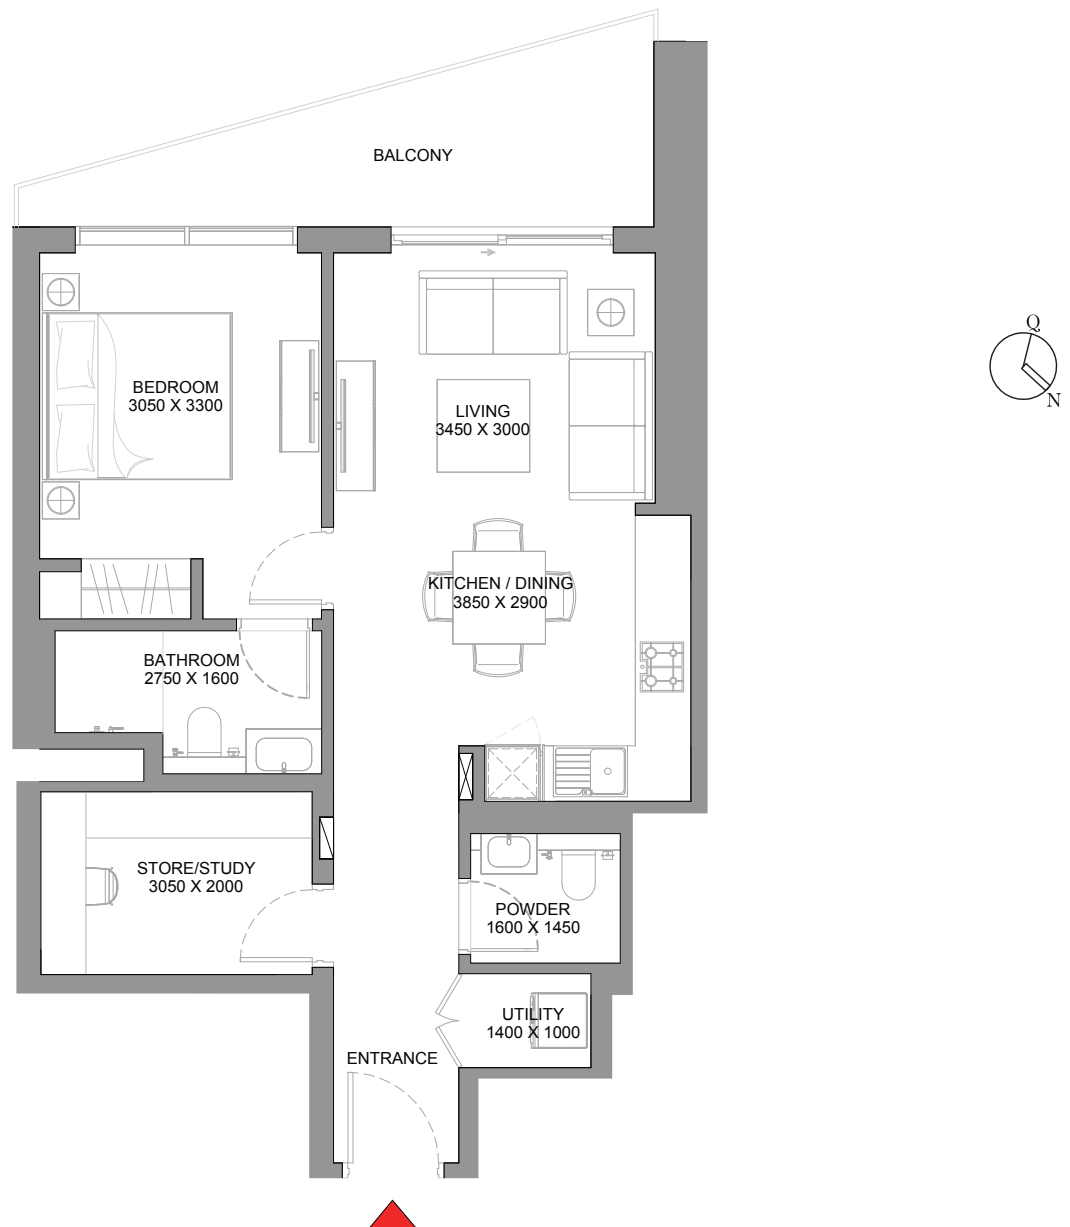 BALCONY
BEDROOM
3050 X 3300
LIVING
3450 X 3000
Q
N
KITCHEN / DINING
3850 X 2900
BATHROOM
2750 X 1600
STORE/STUDY
3050 X 2000
POWDER
1600 X 1450
UTILITY
1400 X 1000
ENTRANCE